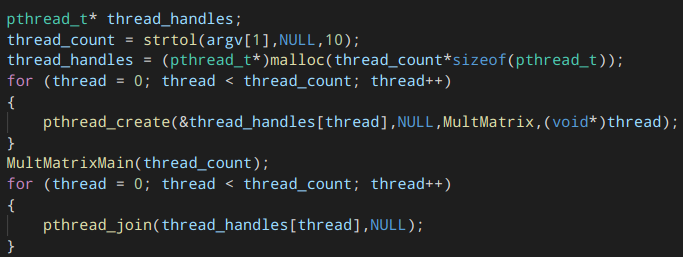 pthread_t* thread_handles;
thread_count = strtol(argv[1],NULL,10);
thread_handles = (pthread_t*)malloc(thread_count*sizeof(pthread_t));
for (thread = 0; thread < thread_count; thread++)
{
    pthread_create(&thread_handles[thread],NULL,MultMatrix,(void*)thread);
}
MultMatrixMain(thread_count);
for (thread = 0; thread < thread_count; thread++)
{
    pthread_join(thread_handles[thread],NULL);
}